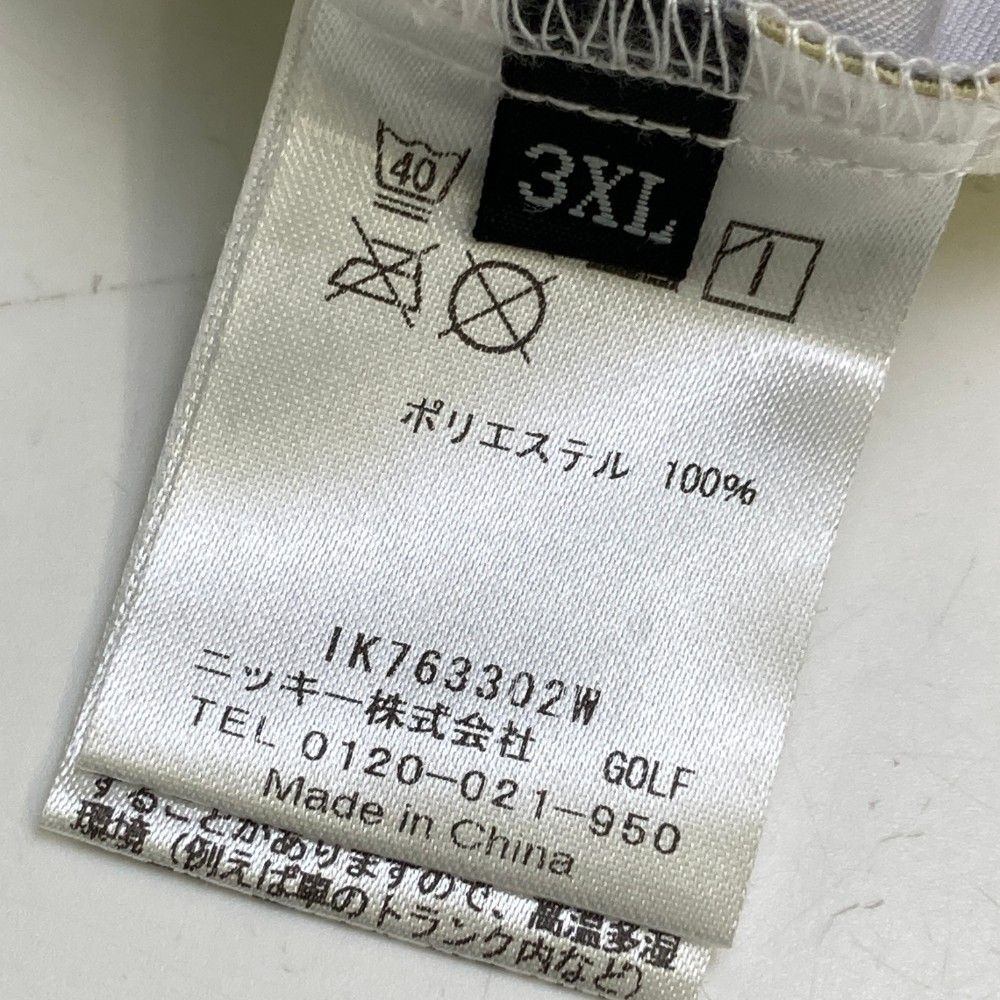 3XL
40
ポリエステル 100%
IK763302W
ニッキー株式会社 GOLF
TEL 0120-021-950
Made in China
することがありますので、高温多湿
環境(例えば車のトランク内など)